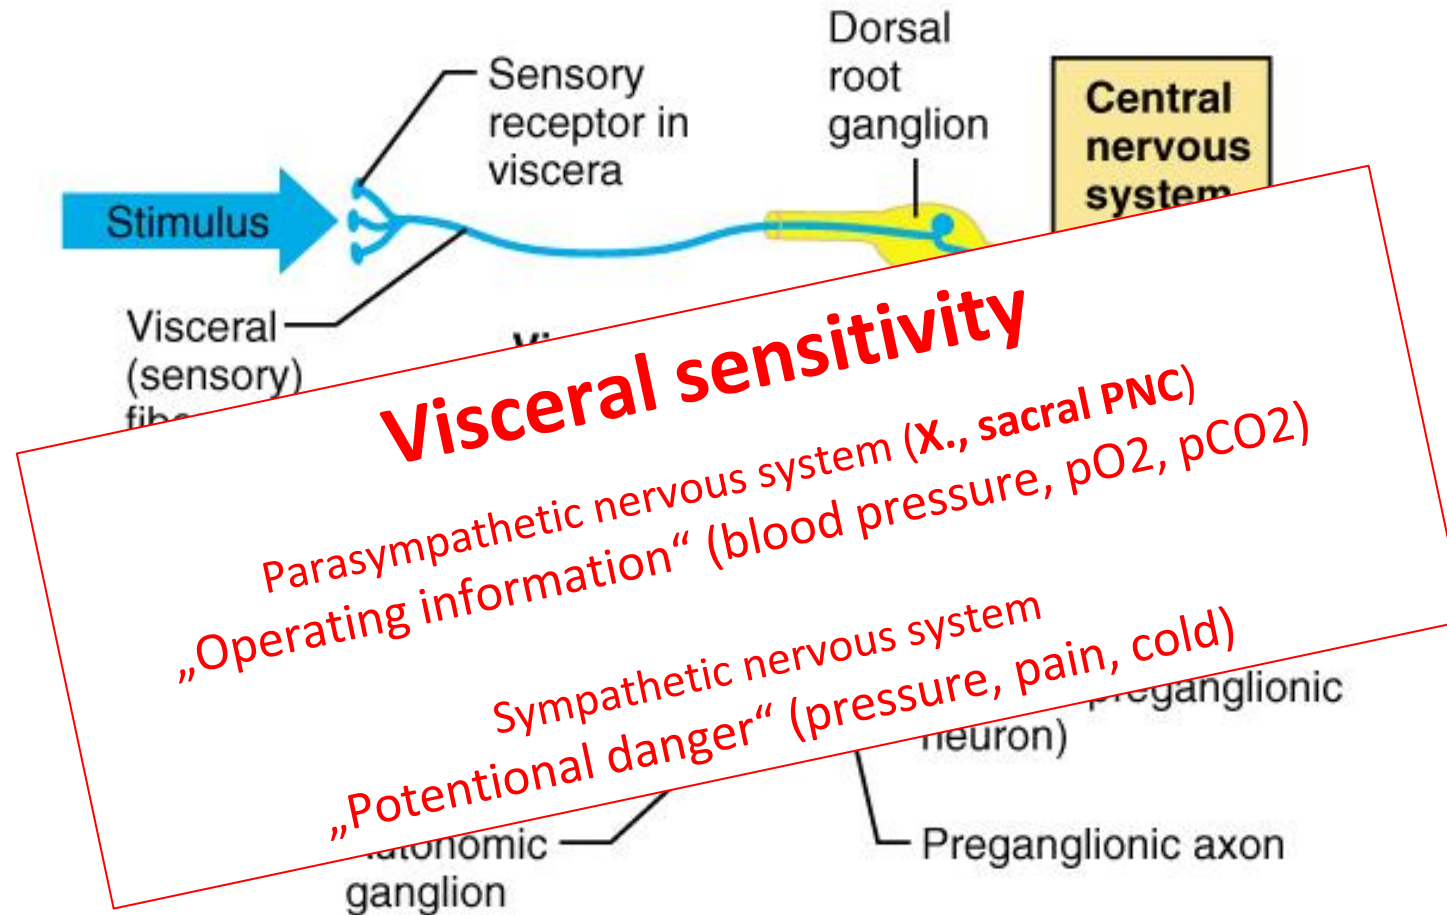 Sensory
receptor in
viscera
Dorsal
root
ganglion
Central
nervous
system
Stimulus
Visceral
(sensory)
Visceral sensitivity
Parasympathetic nervous system (X., sacral PNC)
„Operating information“ (blood pressure, pO2, pCO2)
Sympathetic nervous system
„Potentional danger“ (pressure, pain, cold)
preganglionic
neuron)
Autonomic
ganglion
Preganglionic axon